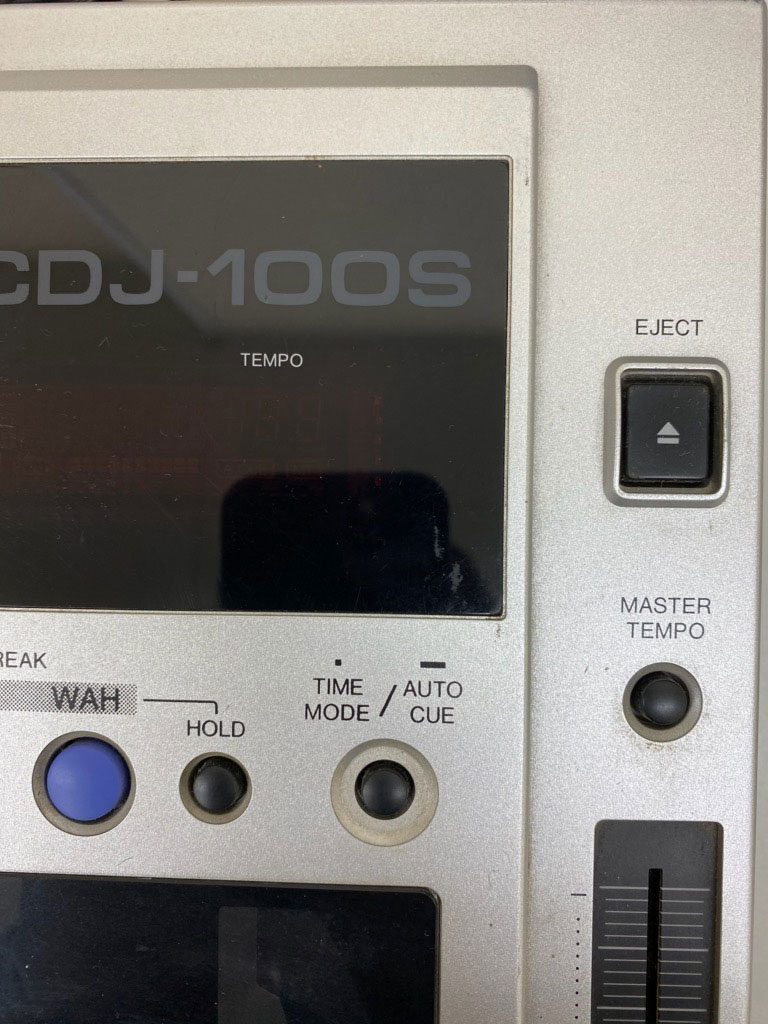 CDJ-100S
TEMPO
EJECT
MASTER
TEMPO
REAK
WAH
HOLD
TIME
MODE / AUTO
CUE